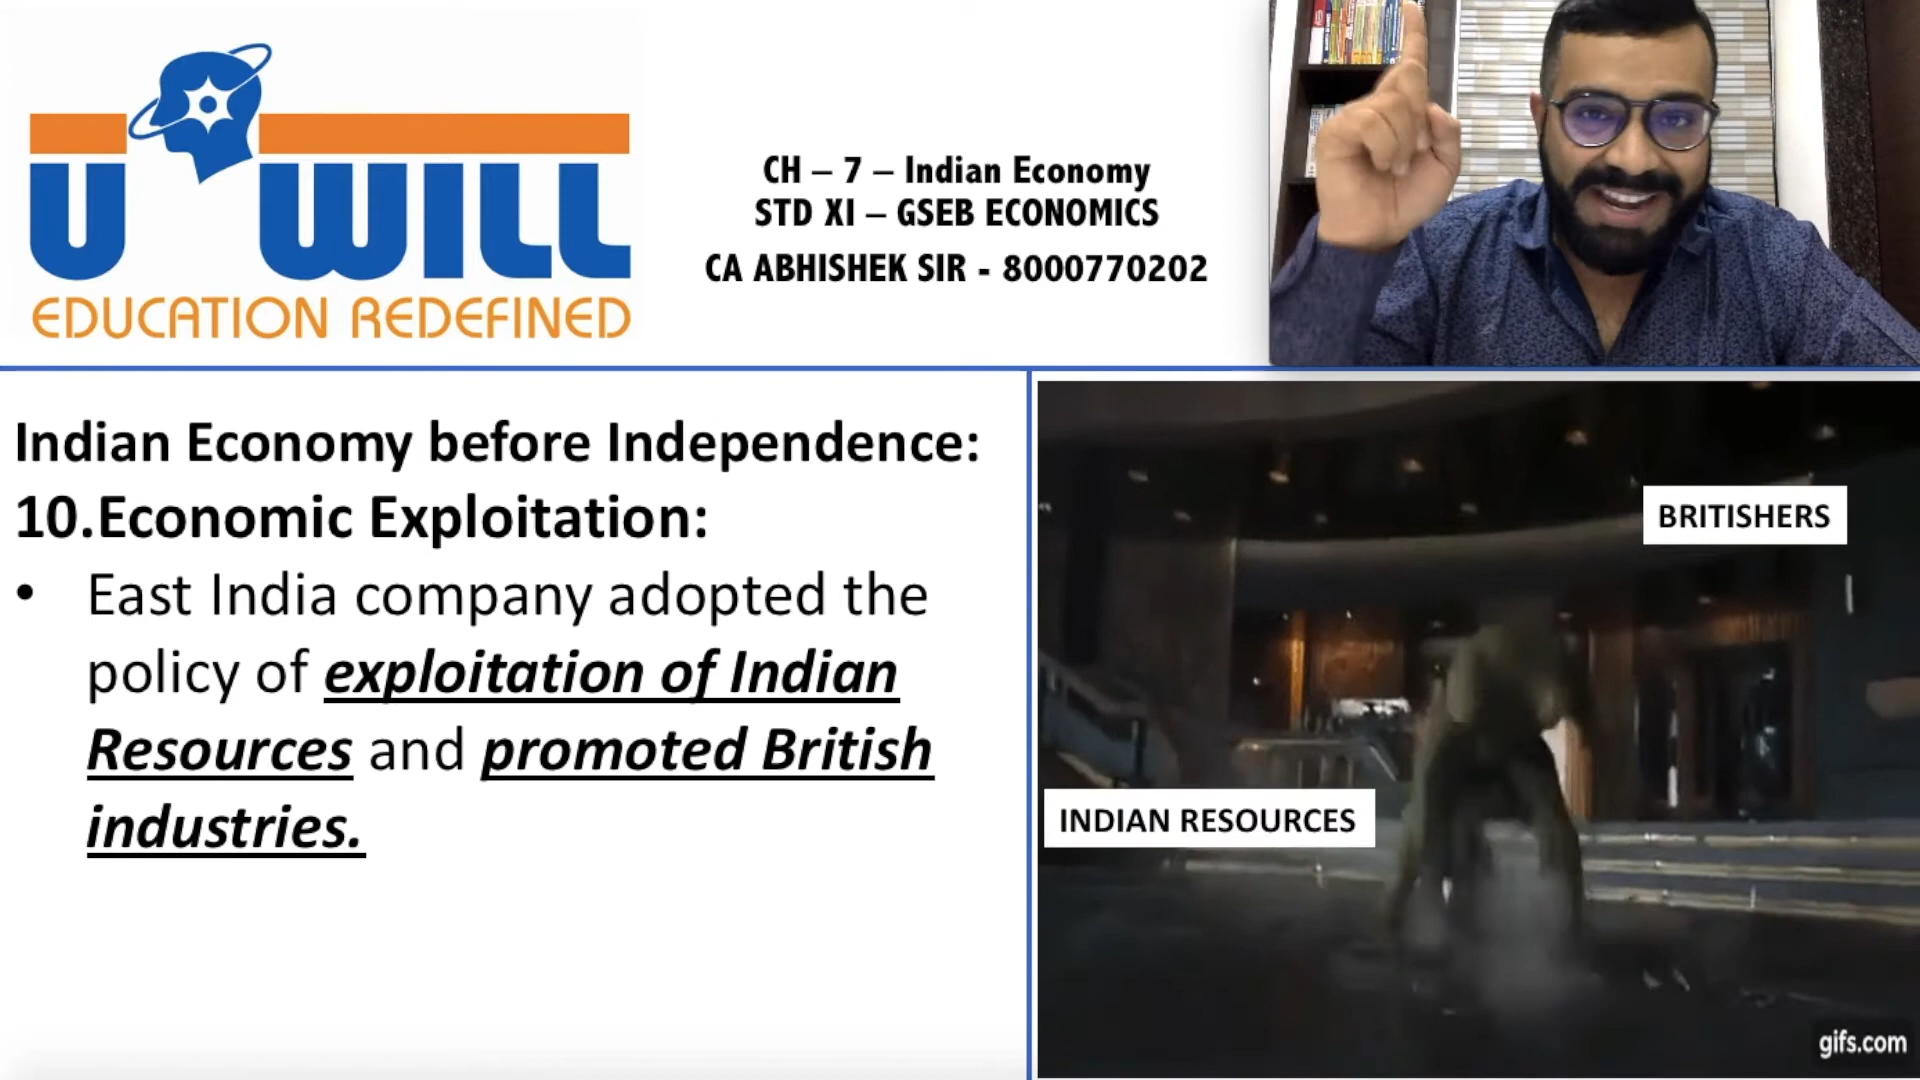 U WILL
EDUCATION REDEFINED
CH – 7 – Indian Economy
STD XI – GSEB ECONOMICS
CA ABHISHEK SIR - 8000770202
Indian Economy before Independence:
10.Economic Exploitation:
• East India company adopted the
policy of exploitation of Indian
Resources and promoted British
industries.
BRITISHERS
INDIAN RESOURCES
gifs.com